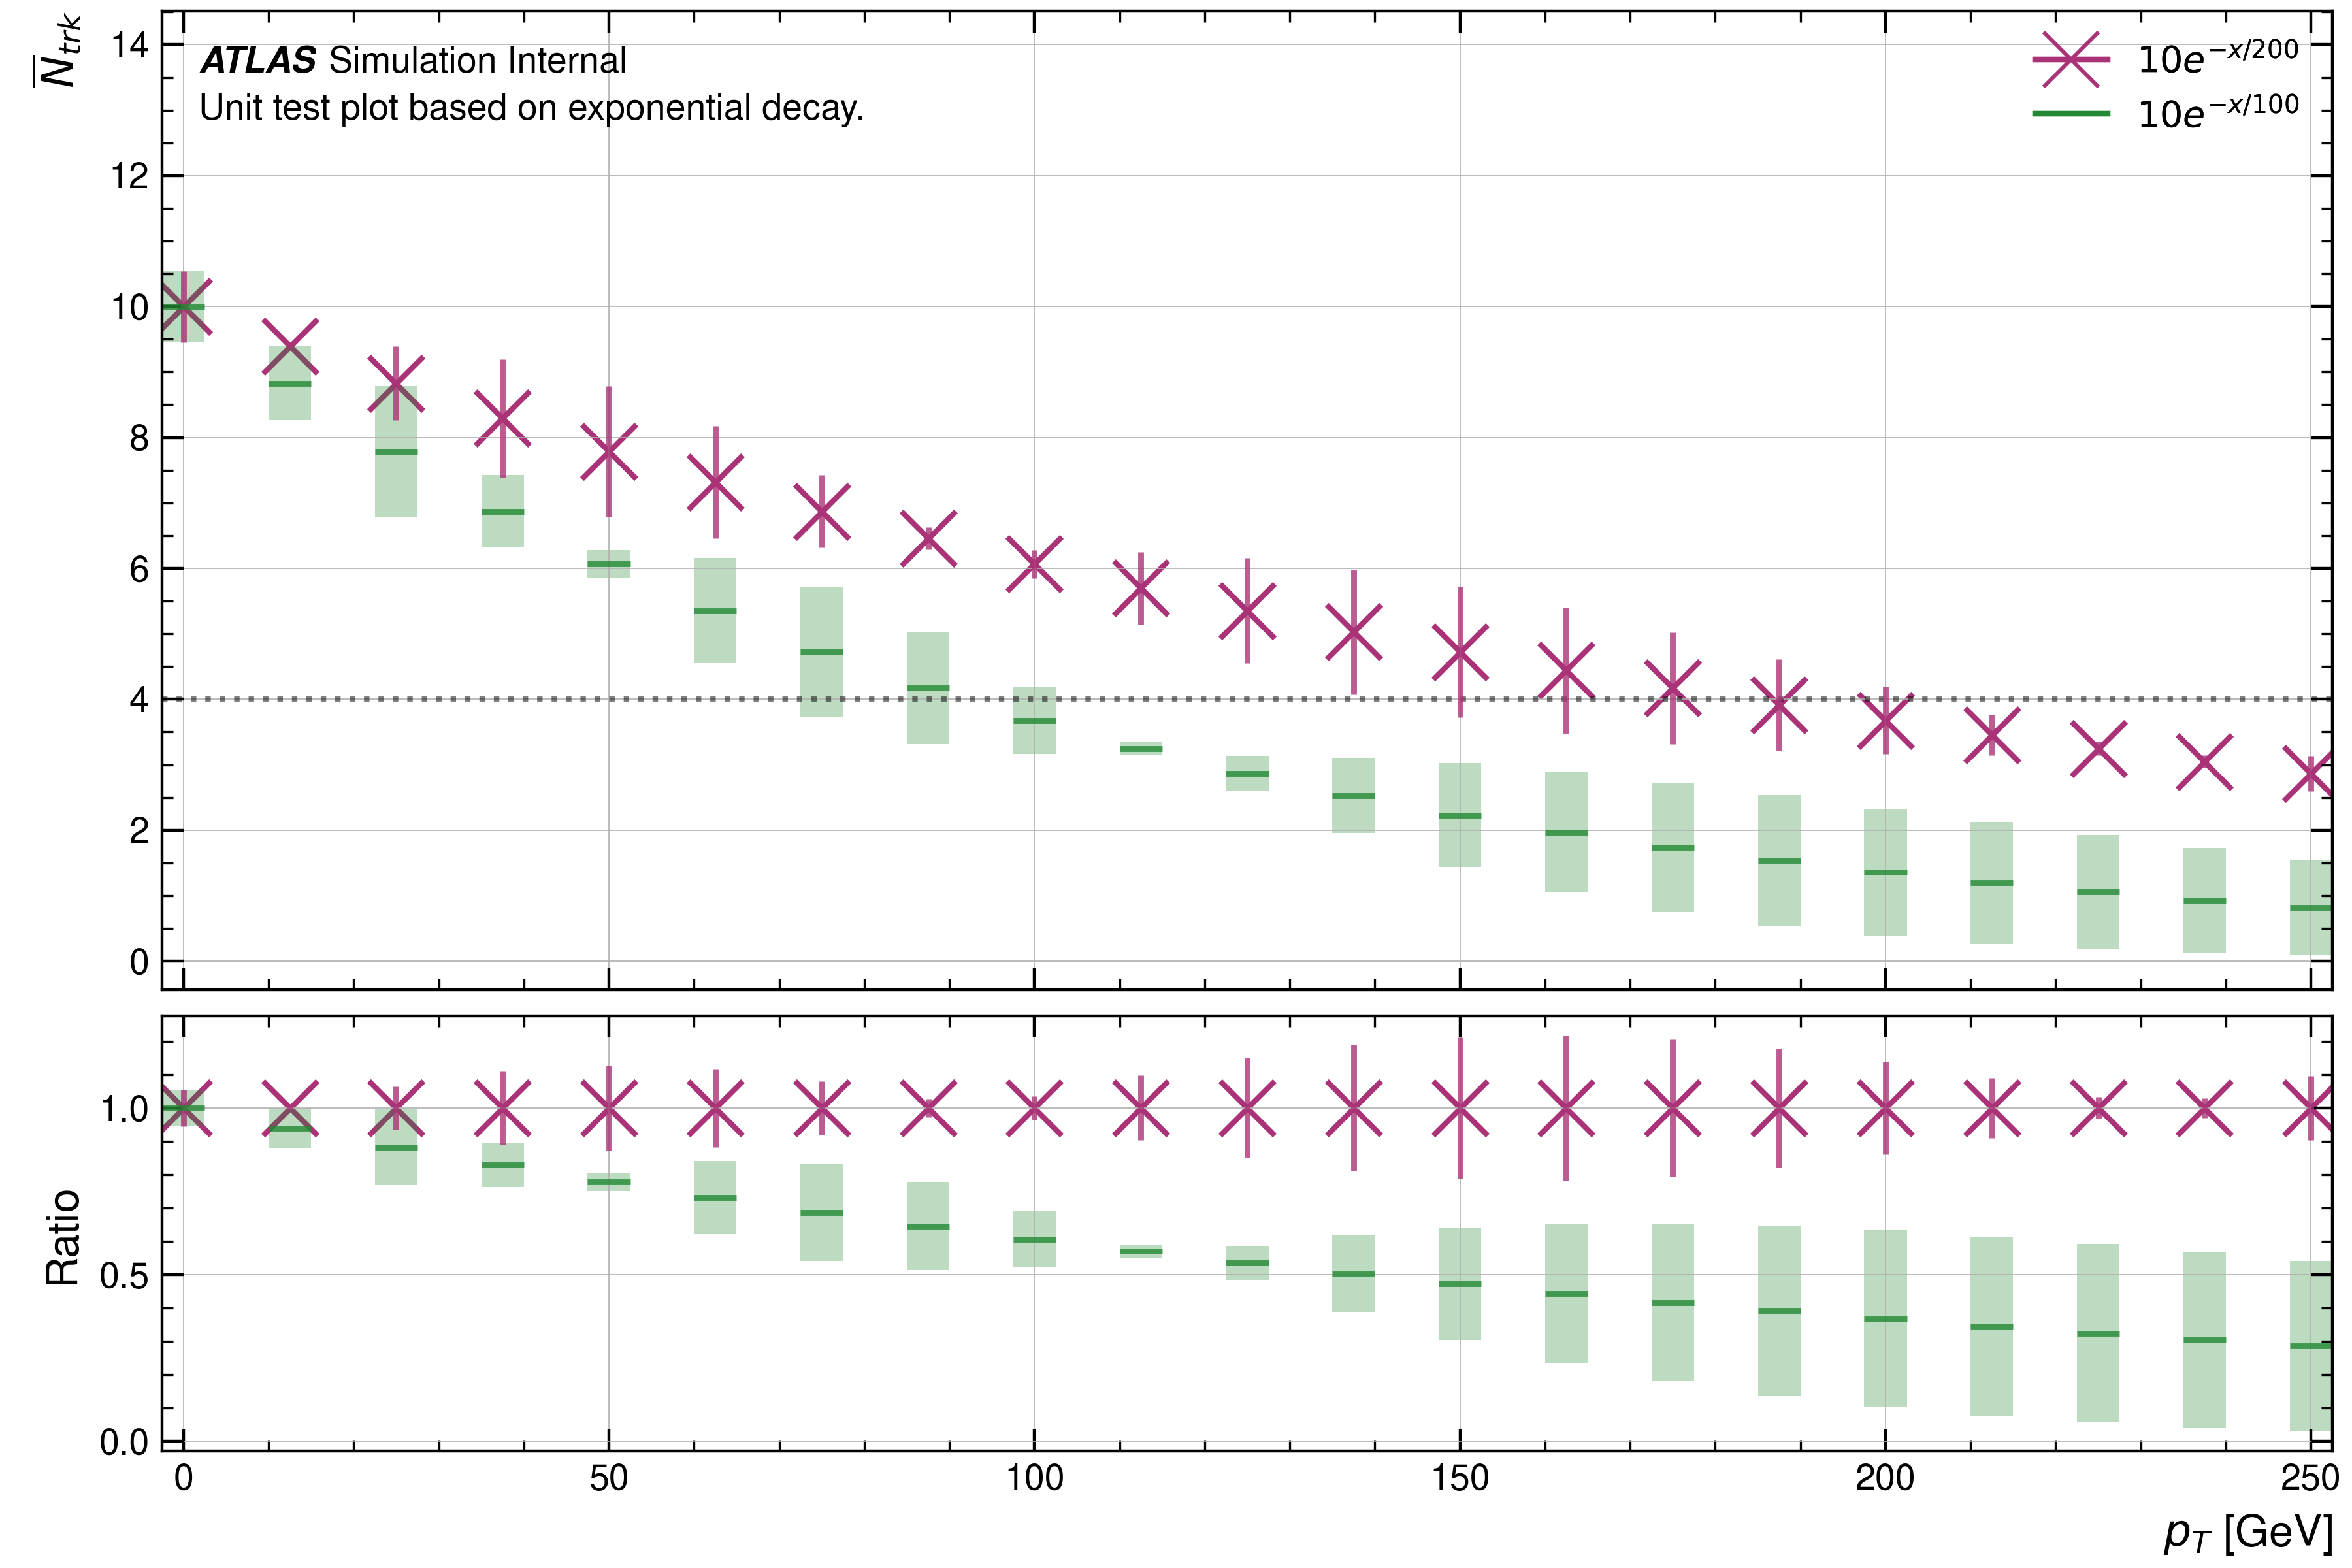 ATLAS Simulation Internal
Unit test plot based on exponential decay.
10e^{-x/200}
10e^{-x/100}
N̅_{trk}
14
12
10
8
6
4
2
0
Ratio
1.0
0.5
0.0
0 50 100 150 200 250
p_T [GeV]